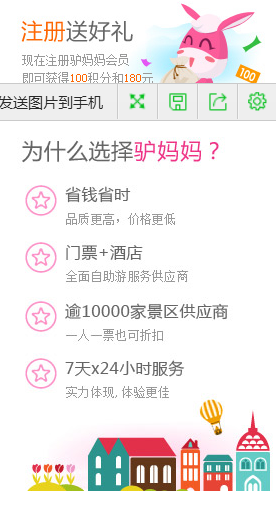 注册送好礼
现在注册驴妈妈会员
即可获得100积分和180元
100
发送图片到手机
为什么选择驴妈妈？
省钱省时
品质更高，价格更低
门票+酒店
全面自助游服务供应商
逾10000家景区供应商
一人一票也可折扣
7天x24小时服务
实力体现，体验更佳